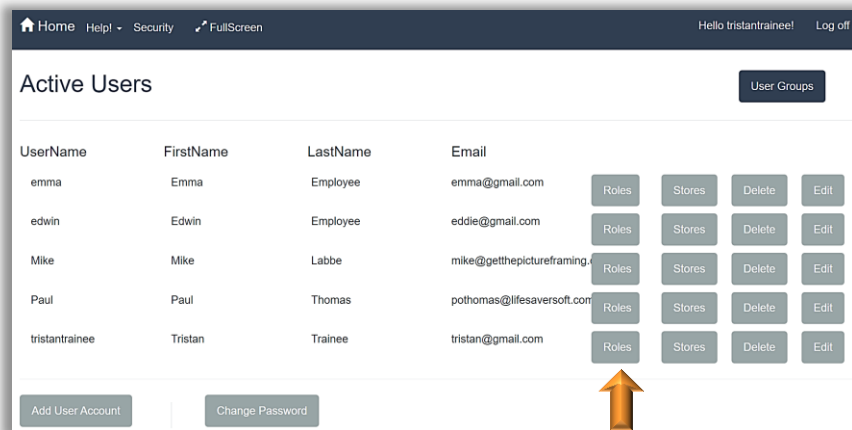 Home Help! Security FullScreen Hello tristantrainee! Log off
Active Users User Groups
UserName FirstName LastName Email
emma Emma Employee emma@gmail.com Roles Stores Delete Edit
edwin Edwin Employee eddie@gmail.com Roles Stores Delete Edit
Mike Mike Labbe mike@getthepictureframing. Roles Stores Delete Edit
Paul Paul Thomas pothomas@lifesaversoft.com Roles Stores Delete Edit
tristantrainee Tristan Trainee tristan@gmail.com Roles Stores Delete Edit
Add User Account Change Password